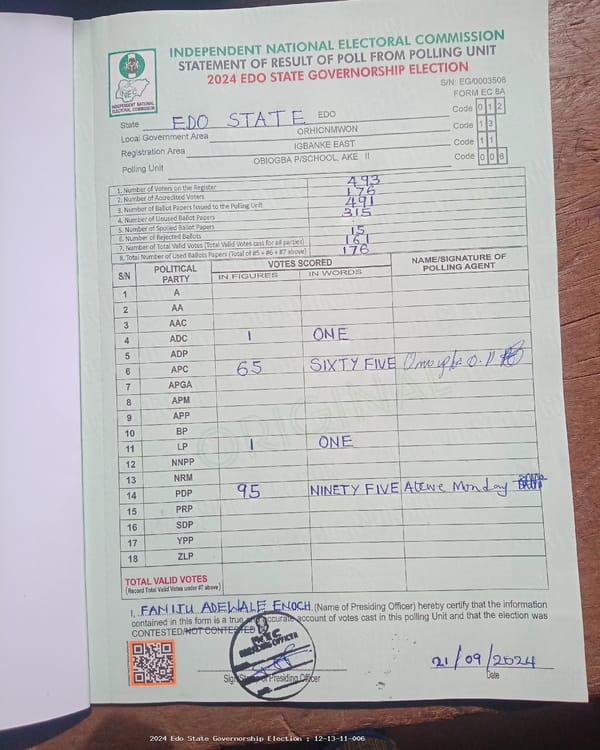 INDEPENDENT NATIONAL ELECTORAL COMMISSION
STATEMENT OF RESULT OF POLL FROM POLLING UNIT
2024 EDO STATE GOVERNORSHIP ELECTION
INEC
INDEPENDENT NATIONAL ELECTORAL COMMISSION
S/N: EG/0003506
FORM EC 8A
State EDO STATE EDO Code 0 1 2
Local Government Area ORHIONMWON Code 1 3
Registration Area IGBANKE EAST Code 1 1
Polling Unit OBIOGBA P/SCHOOL, AKE II Code 0 0 6
1. Number of Voters on the Register 493
2. Number of Accredited Voters 176
3. Number of Ballot Papers Issued to the Polling Unit 491
4. Number of Unused Ballot Papers 315
5. Number of Spoiled Ballot Papers
6. Number of Rejected Ballots 15
7. Number of Total Valid Votes (Total Valid Votes cast for all parties) 161
8. Total Number of Used Ballots Papers (Total of #5 + #6 + #7 above) 176
S/N POLITICAL PARTY VOTES SCORED NAME/SIGNATURE OF POLLING AGENT
IN FIGURES IN WORDS
1 A
2 AA
3 AAC
4 ADC 1 ONE
5 ADP
6 APC 65 SIXTY FIVE
7 APGA
8 APM
9 APP
10 BP
11 LP 1 ONE
12 NNPP
13 NRM
14 PDP 95 NINETY FIVE Atewe Monday
15 PRP
16 SDP
17 YPP
18 ZLP
ORIGINAL
TOTAL VALID VOTES
(Record Total Valid Votes under #7 above)
I, FANIJU ADEWALE ENOCH (Name of Presiding Officer) hereby certify that the information
contained in this form is a true accurate account of votes cast in this polling Unit and that the election was
CONTESTED/NOT CONTESTED
INEC
PRESIDING OFFICER
21/09/2024
Presiding Officer
Date
2024 Edo State Governorship Election : 12-13-11-006